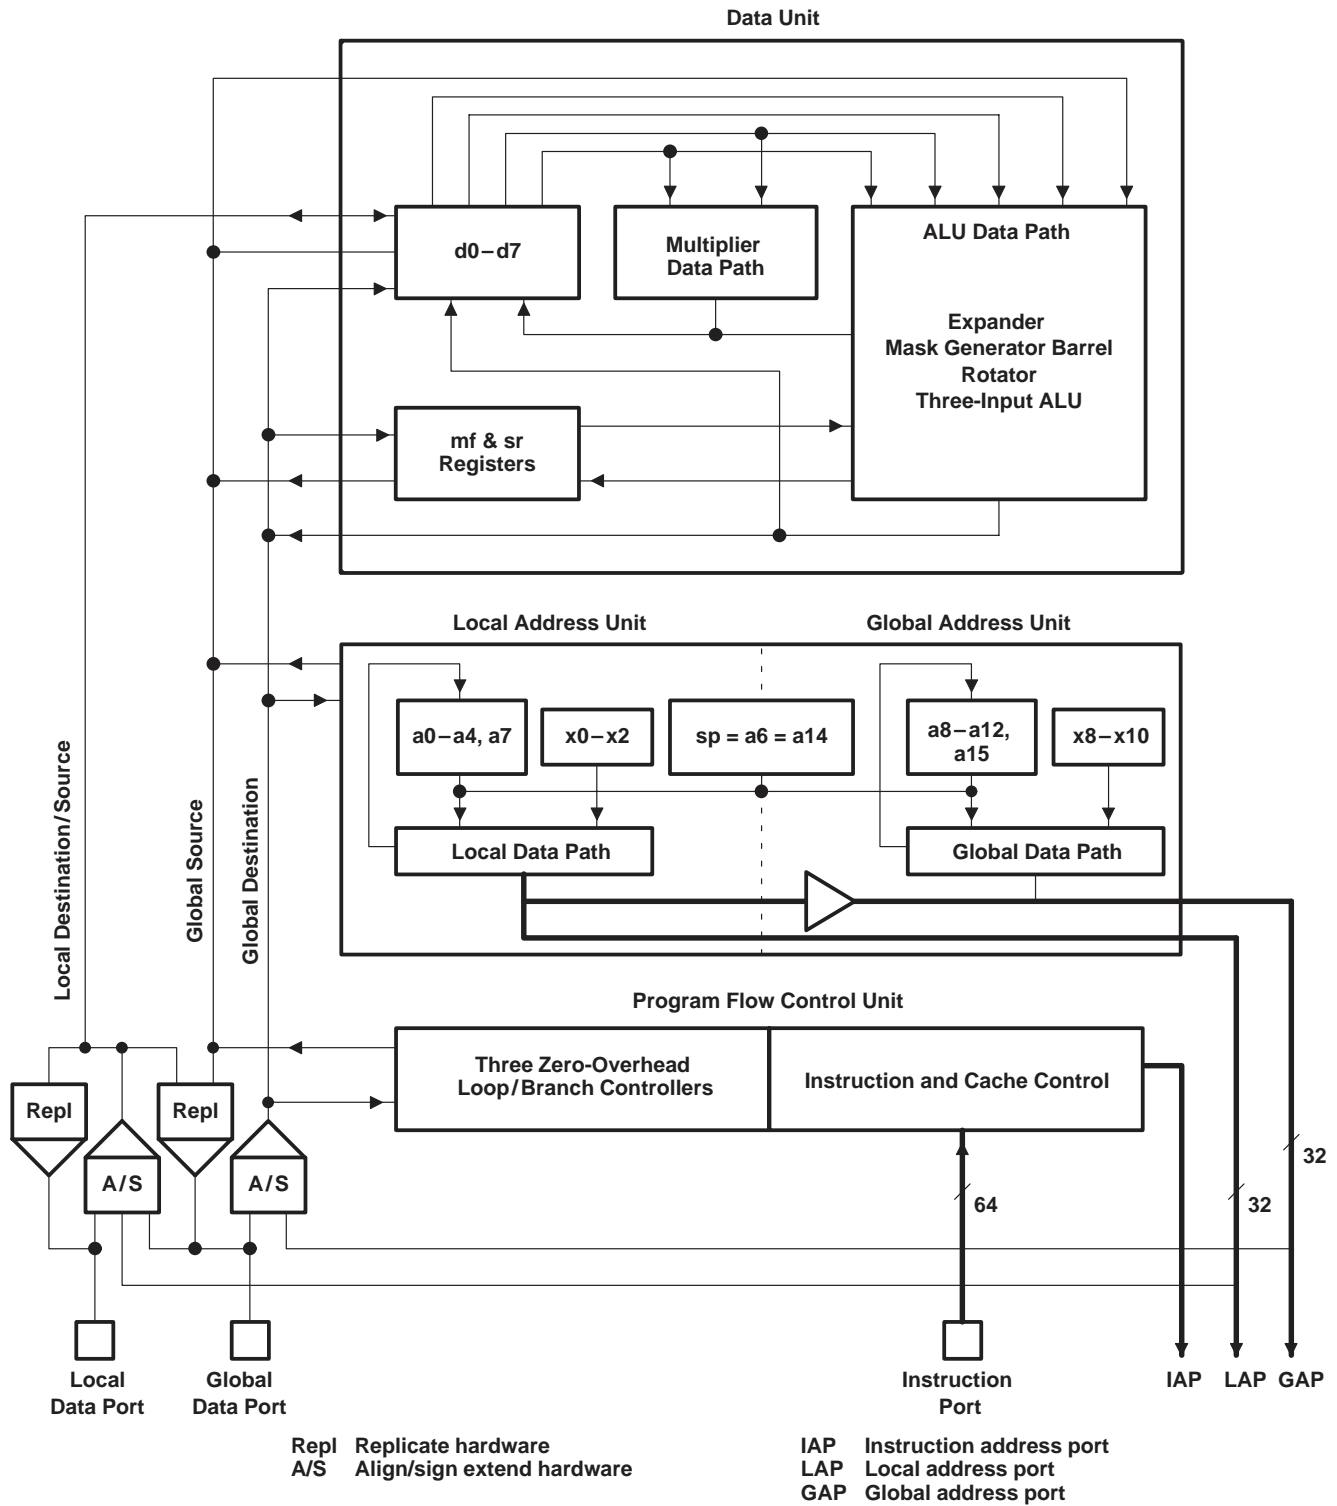 Data Unit
d0–d7
Multiplier
Data Path
ALU Data Path
Expander
Mask Generator Barrel
Rotator
Three-Input ALU
mf & sr
Registers
Local Address Unit
Global Address Unit
a0–a4, a7
x0–x2
sp = a6 = a14
a8–a12,
a15
x8–x10
Local Data Path
Global Data Path
Local Destination/Source
Global Source
Global Destination
Program Flow Control Unit
Three Zero-Overhead
Loop/Branch Controllers
Instruction and Cache Control
Repl
Repl
A/S
A/S
64
32
32
Local
Data Port
Global
Data Port
Instruction
Port
IAP
LAP
GAP
Repl Replicate hardware
A/S Align/sign extend hardware
IAP Instruction address port
LAP Local address port
GAP Global address port